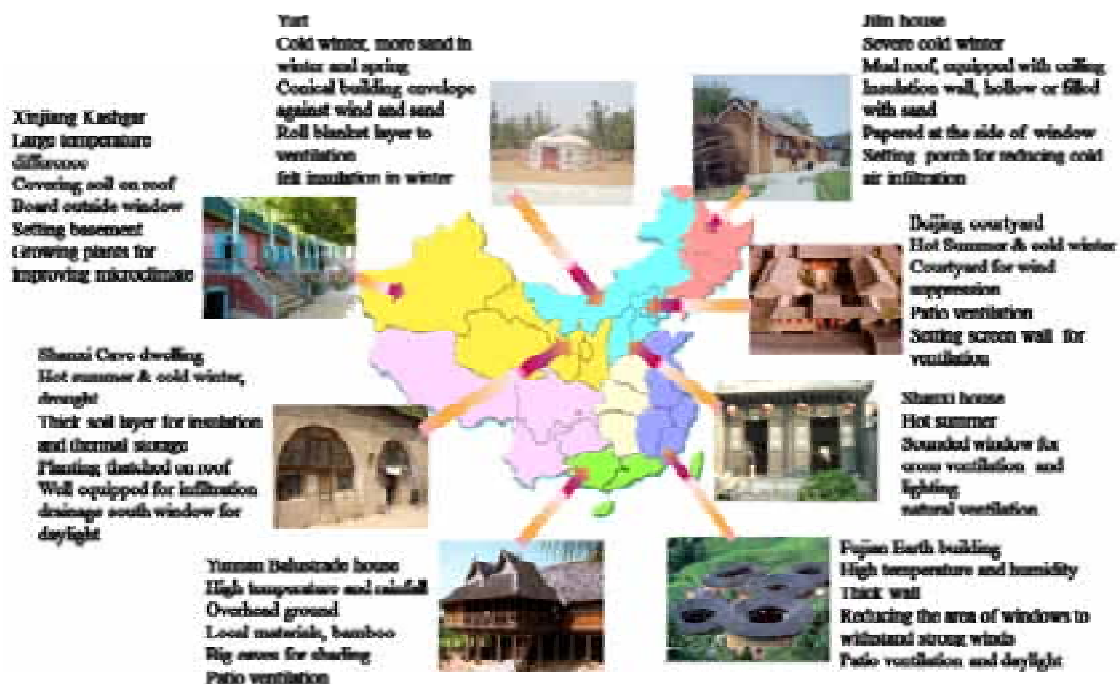 Yurt
Cold winter, more sand in
winter and spring
Conical building envelope
against wind and sand
Roll blanket layer to
ventilation
felt insulation in winter
Jilin house
Severe cold winter
Mud roof, equipped with ceiling
Insulation wall, hollow or filled
with sand
Papered at the side of window
Setting porch for reducing cold
air infiltration
Xinjiang Kashgar
Large temperature
difference
Covering soil on roof
Board outside window
Setting basement
Growing plants for
improving microclimate
Beijing courtyard
Hot Summer & cold winter
Courtyard for wind
suppression
Patio ventilation
Setting screen wall for
ventilation
Cave dwelling
Hot summer & cold winter,
drought
Thick soil layer for insulation
and thermal storage
Planting thatched on roof
Well equipped for infiltration
drainage south window for
daylight
house
Hot summer
window for
cross ventilation and
lighting
natural ventilation
Yunnan Balustrade house
High temperature and rainfall
Overhead ground
Local materials, bamboo
Big eaves for shading
Patio ventilation
Fujian Earth building
High temperature and humidity
Thick wall
Reducing the area of windows to
withstand strong winds
Patio ventilation and daylight